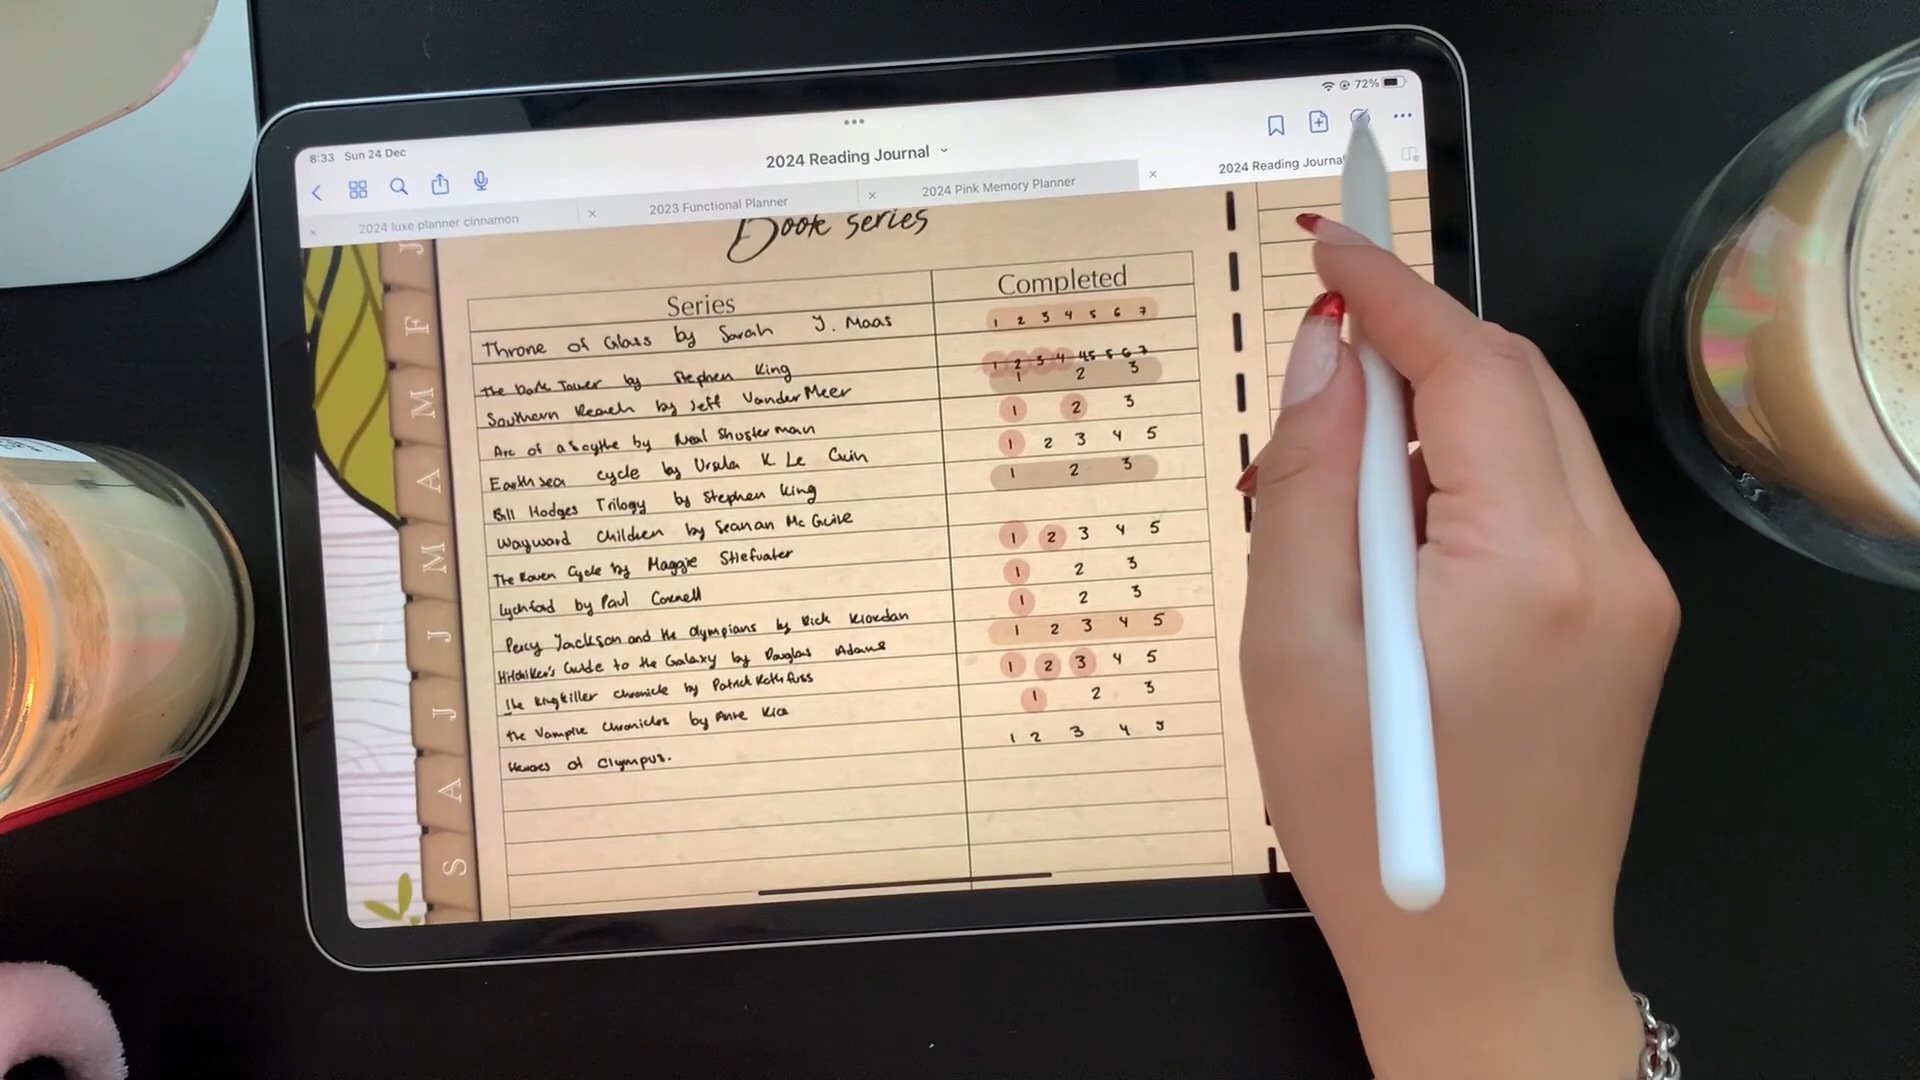 8:33 Sun 24 Dec
72%
2024 Reading Journal
2024 luxe planner cinnamon
2023 Functional Planner
2024 Pink Memory Planner
2024 Reading Journal
Book series
Series Completed
Throne of Glass by Sarah J. Maas 1 2 3 4 5 6 7
The Dark Tower by Stephen King 1 2 3 4 4.5 5 6 7
Southern Reach by Jeff VanderMeer 1 2 3
Arc of a Scythe by Neal Shusterman 1 2 3
Earthsea cycle by Ursula K. Le Guin 1 2 3 4 5
Bill Hodges Trilogy by Stephen King 1 2 3
Wayward Children by Seanan McGuire
The Raven Cycle by Maggie Stiefvater 1 2 3 4 5
Lychford by Paul Cornell 1 2 3
Percy Jackson and the Olympians by Rick Riordan 1 2 3
Hitchiker's Guide to the Galaxy by Douglas Adams 1 2 3 4 5
The Kingkiller Chronicle by Patrick Rothfuss 1 2 3 4 5
the Vampire Chronicles by Anne Rice 1 2 3
Heroes of Olympus. 1 2 3 4 5
J
F
M
A
M
J
J
A
S